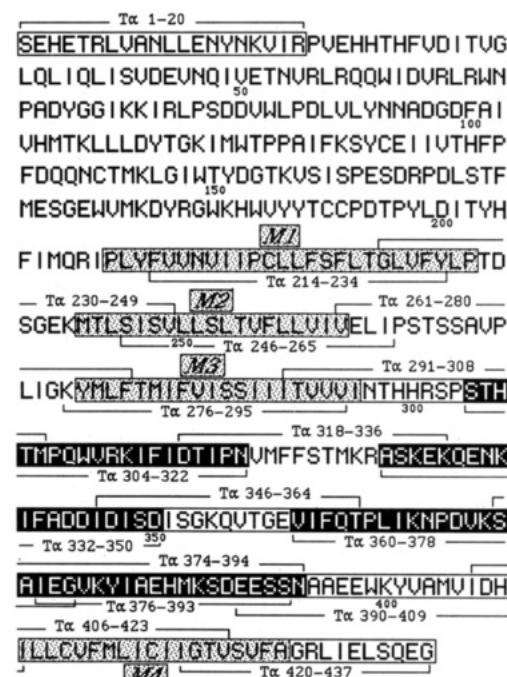 Tα 1-20
SEHETRLVANLLENYNKVIRPVEHHTHFVDITVG
LQLIQLISVDEVNQIVETNVRLRQQWIDVRLRWN
50
PADYGGIKKIRLPSDDVWLPDLVLYNNADGDFAI
100
VHMTKLLLDYTGKIMWTPPAIFKSYCEIIVTHFP
FDQQNCTMKLGIWTYDGTKVSISPESDRPDLSTF
150
MESGEWVMKDYRGWKHWVYYTCCPDTPYLDITYH
200
M1
FIMQRIPLYFVVNVIIPCLLFSFLTGLVFYLPTD
Tα 214-234
Tα 230-249 M2 Tα 261-280
SGEKMTLSISVLLSLTVFLLVIVELIPSTSSAVP
250
Tα 246-265
M3 Tα 291-308
LIGKYMLFTMIFVISSIIITVVVINTHHRSPSTH
Tα 276-295 300
Tα 318-336
TMPQWVRKIFIDTIPNVMFFSTMKRASKEKQENK
Tα 304-322
Tα 346-364
IFADDIDISDISGKQVTGEVIFQTPLIKNPDVKS
Tα 332-350 350 Tα 360-378
Tα 374-394
AIEGVKYIAEHMKSDEESSNAAEEWKYVAMVIDH
Tα 376-393 400
Tα 390-409
Tα 406-423
ILLCVFMLICIIGTVSVFAGRLIELSQEG
M4 Tα 420-437